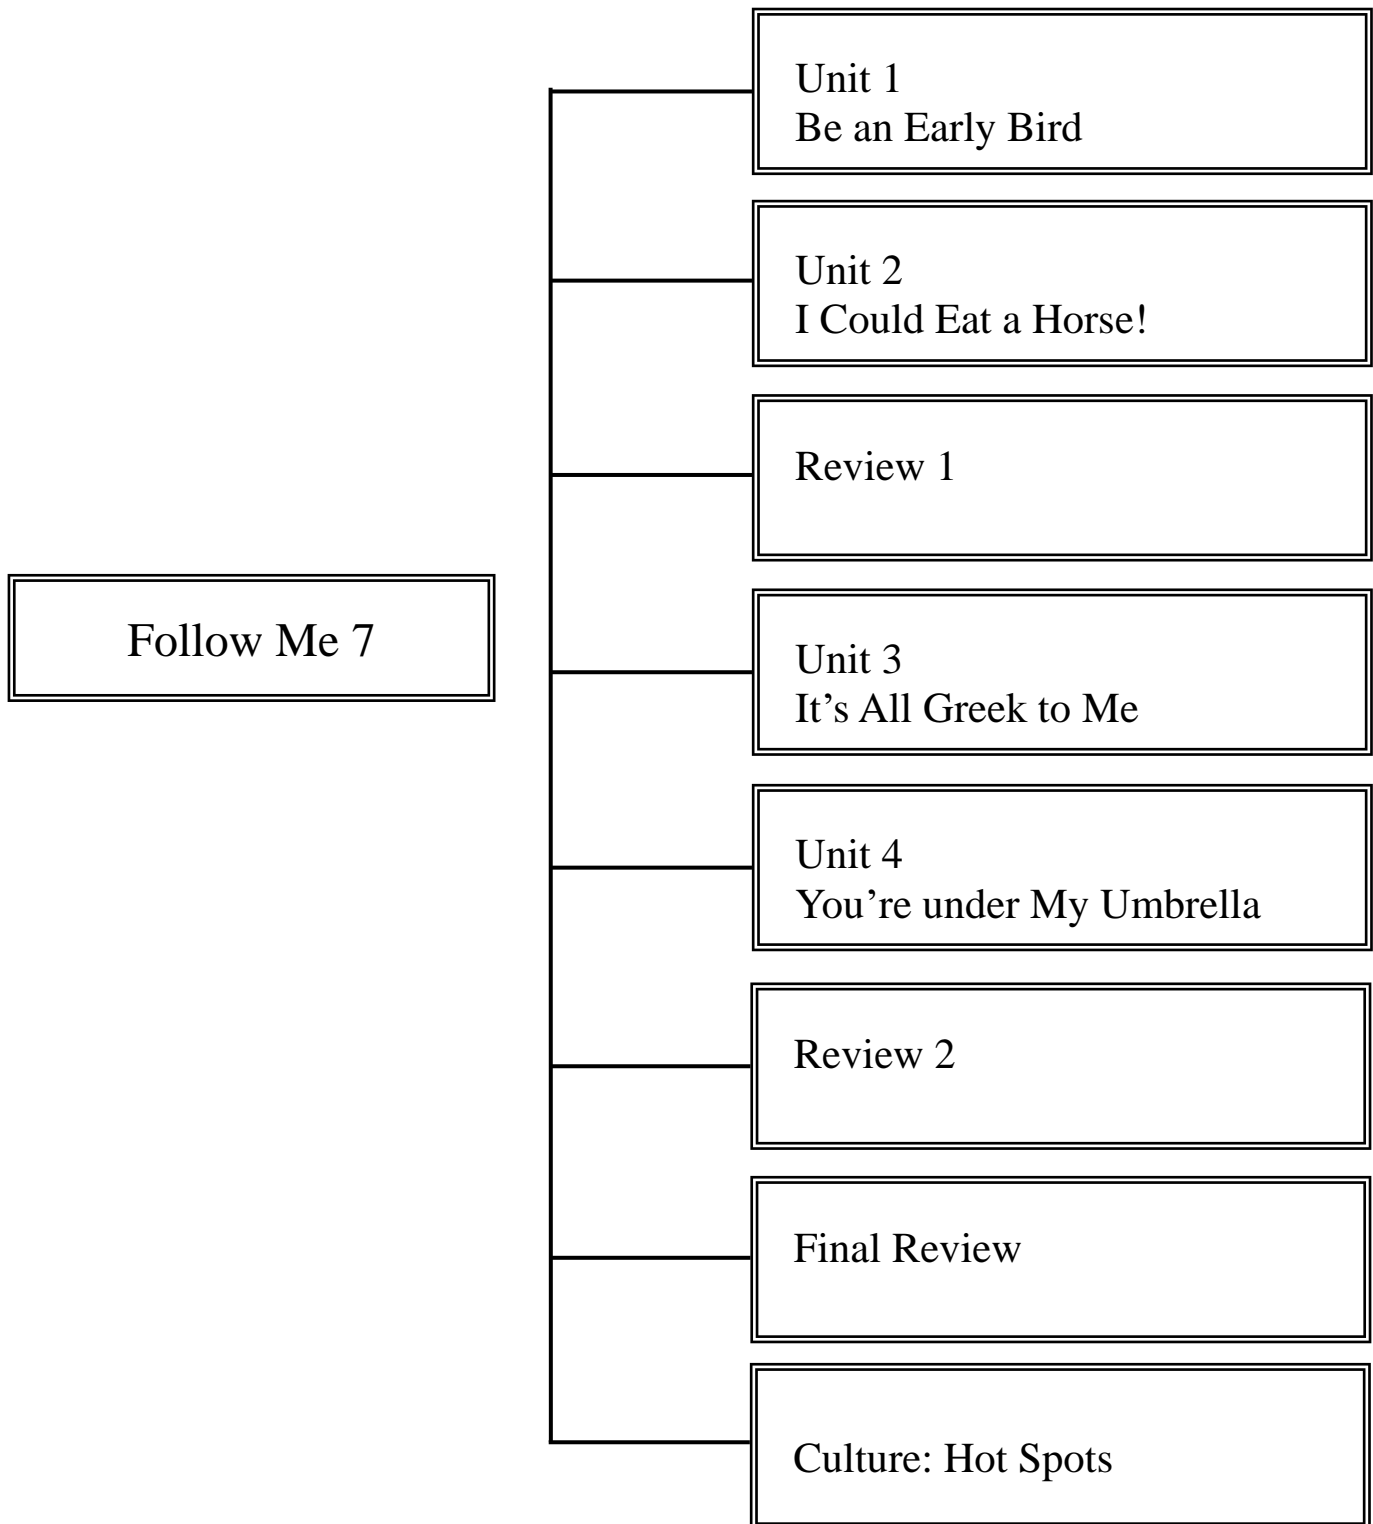 Unit 1
Be an Early Bird
Unit 2
I Could Eat a Horse!
Review 1
Follow Me 7
Unit 3
It’s All Greek to Me
Unit 4
You’re under My Umbrella
Review 2
Final Review
Culture: Hot Spots